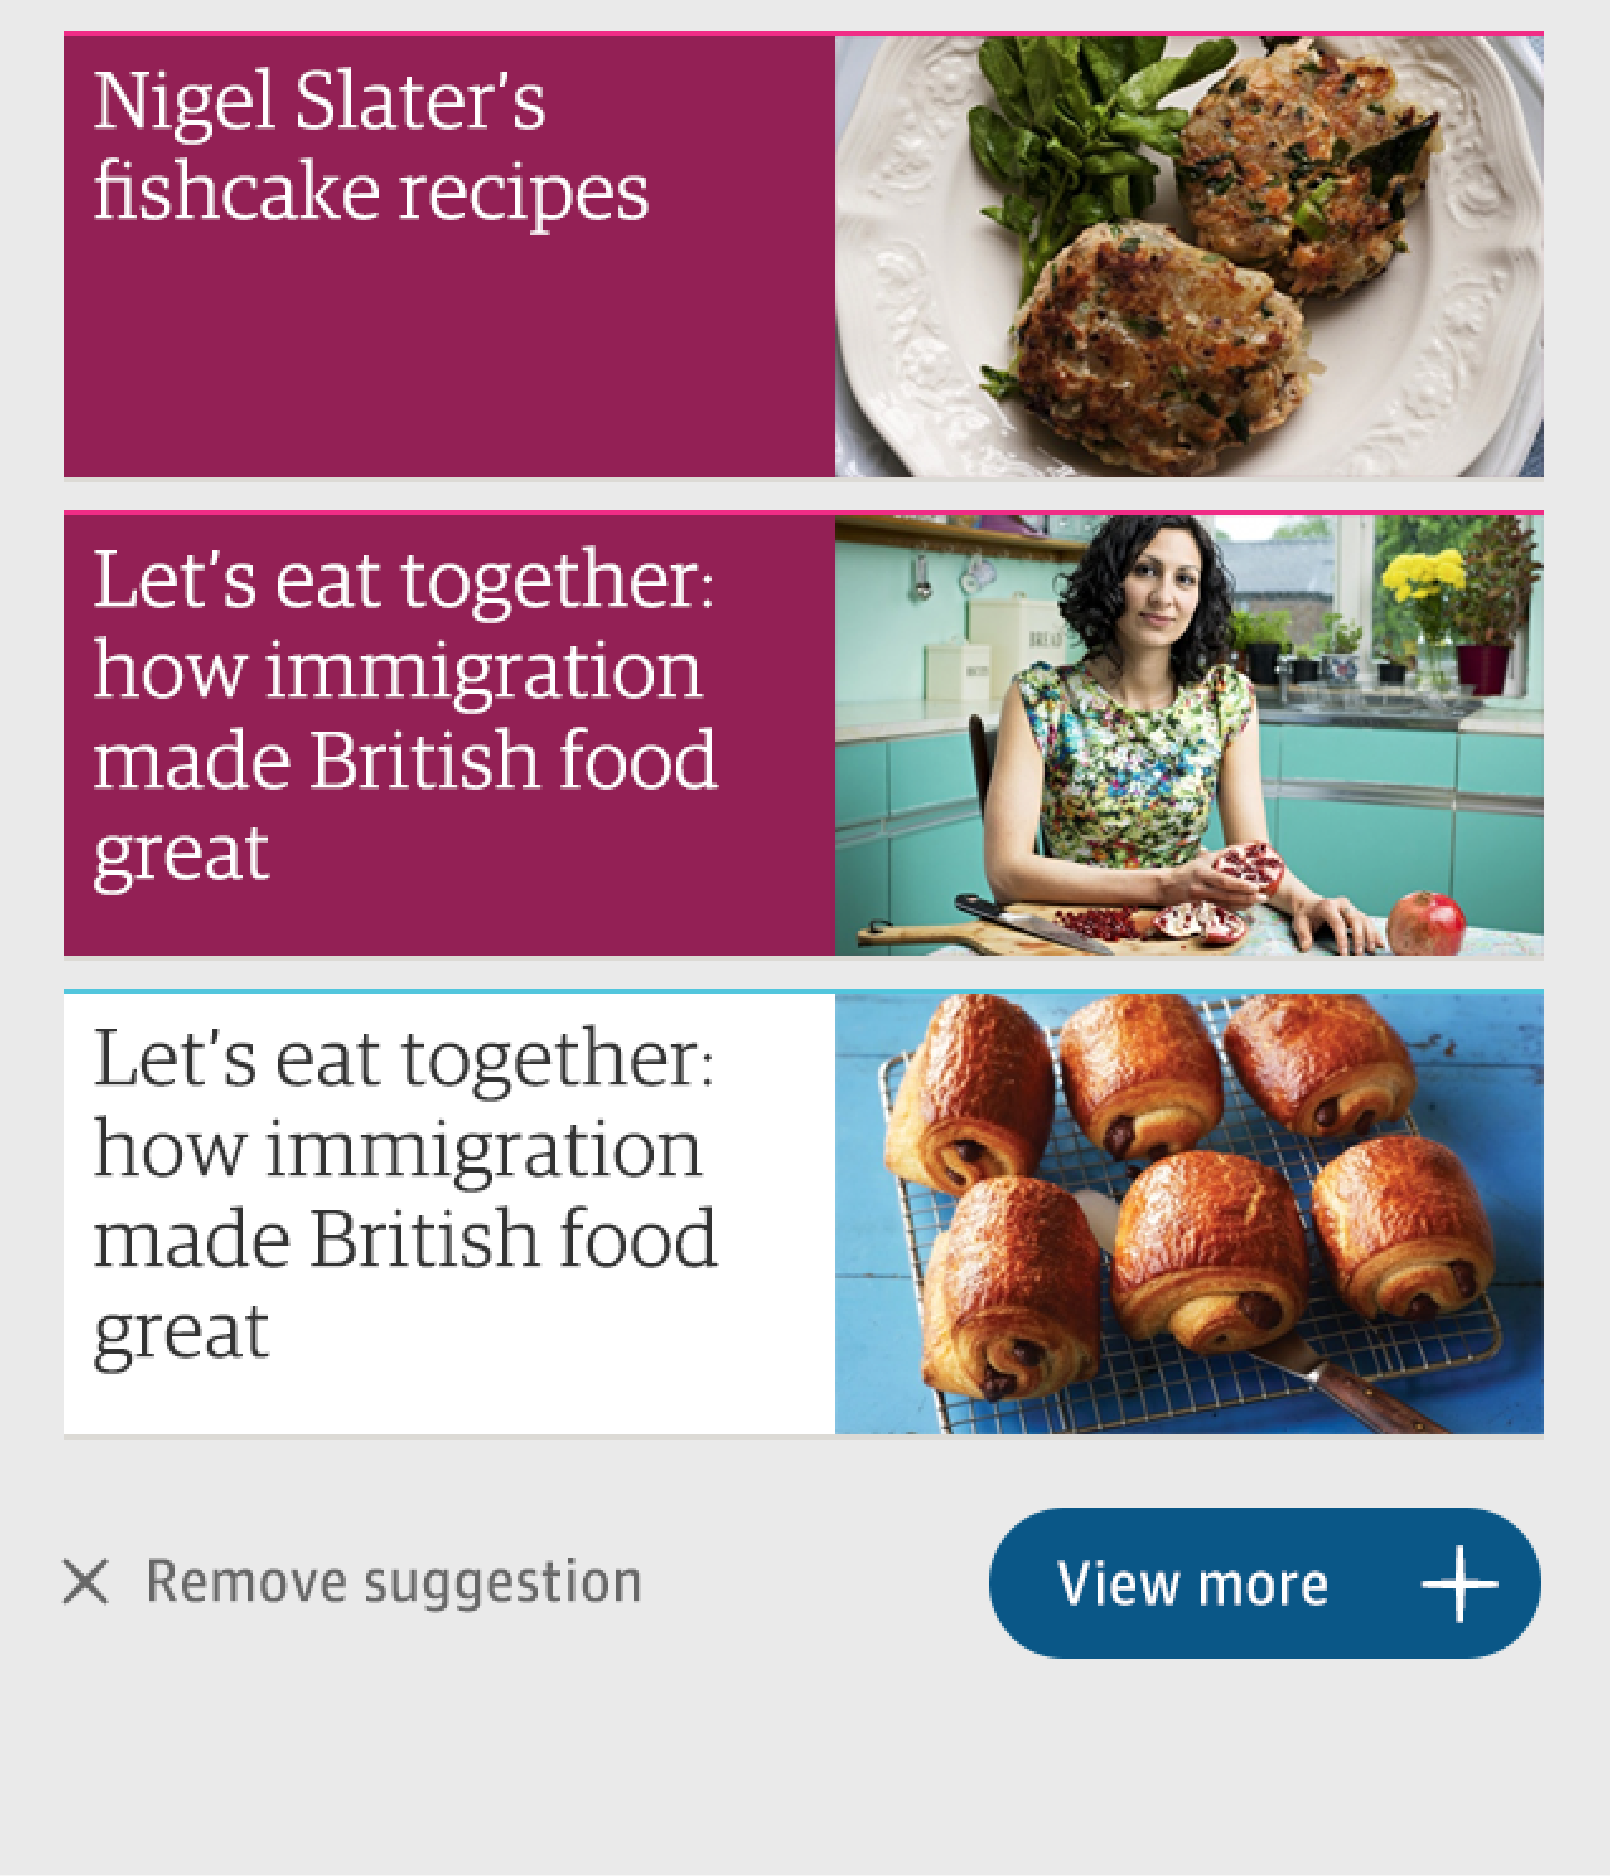 Nigel Slater’s
fishcake recipes
Let’s eat together:
how immigration
made British food
great
BREAD
Let’s eat together:
how immigration
made British food
great
Remove suggestion
View more